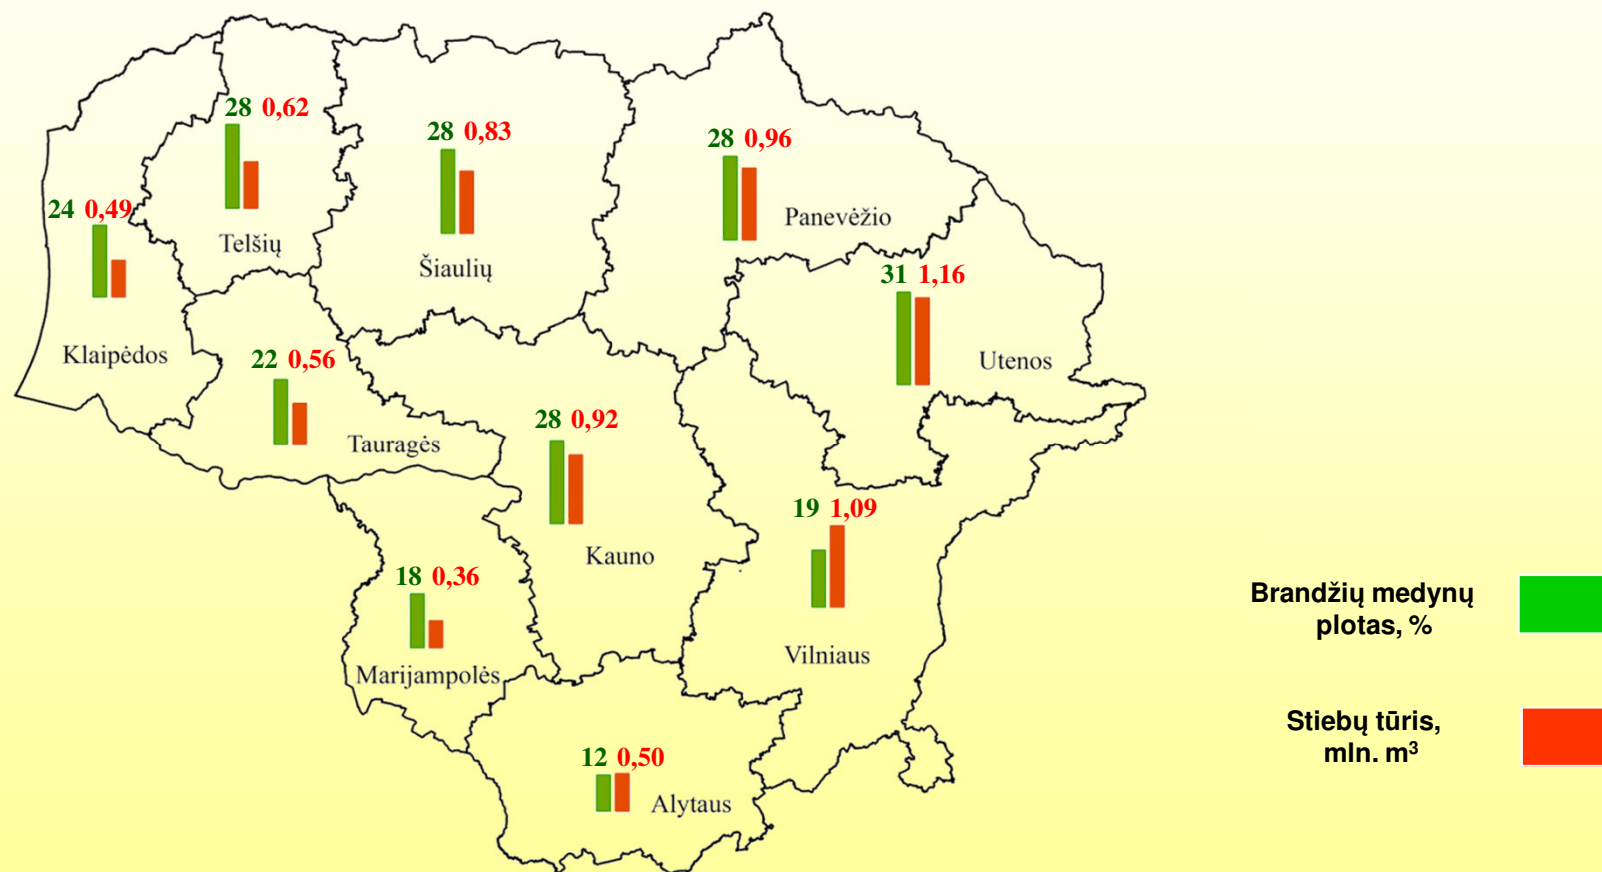 28 0,62
28 0,83
28 0,96
24 0,49
Telšių
Šiaulių
Panevėžio
31 1,16
Klaipėdos
22 0,56
Utenos
Tauragės
28 0,92
19 1,09
Kauno
18 0,36
Marijampolės
Vilniaus
12 0,50
Alytaus
Brandžių medynų
plotas, %
Stiebų tūris,
mln. m³